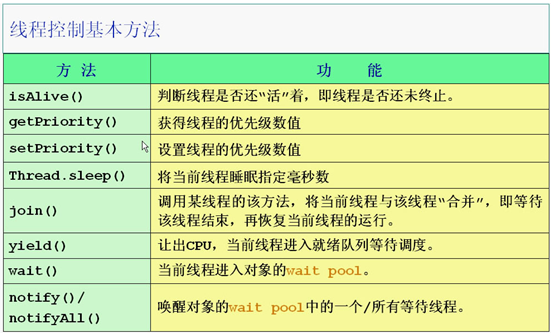 线程控制基本方法
方 法 功 能
isAlive() 判断线程是否还“活”着，即线程是否还未终止。
getPriority() 获得线程的优先级数值
setPriority() 设置线程的优先级数值
Thread.sleep() 将当前线程睡眠指定毫秒数
join() 调用某线程的该方法，将当前线程与该线程“合并”，即等待
该线程结束，再恢复当前线程的运行。
yield() 让出CPU，当前线程进入就绪队列等待调度。
wait() 当前线程进入对象的wait pool。
notify()/
notifyAll() 唤醒对象的wait pool中的一个/所有等待线程。